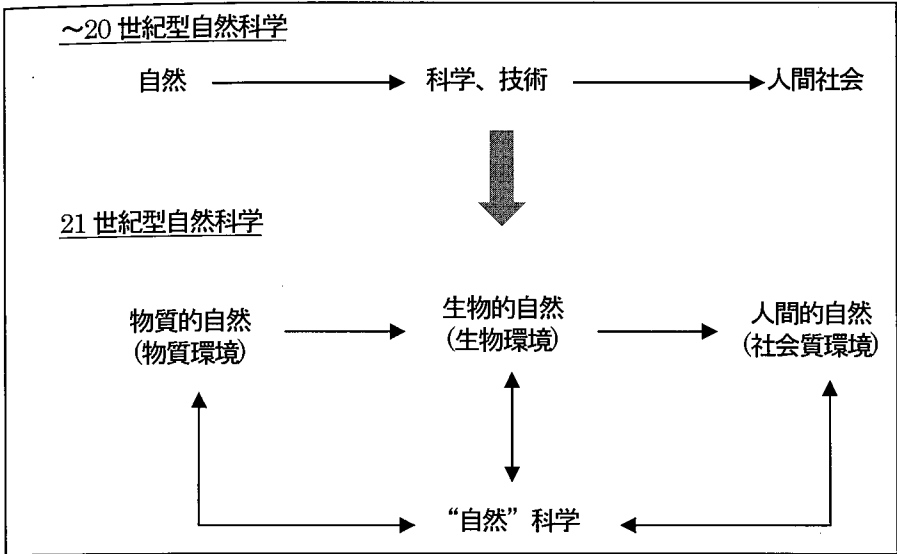 ～20 世紀型自然科学
自然 科学、技術 人間社会
21 世紀型自然科学
物質的自然 生物的自然 人間的自然
(物質環境) (生物環境) (社会質環境)
“自然” 科学